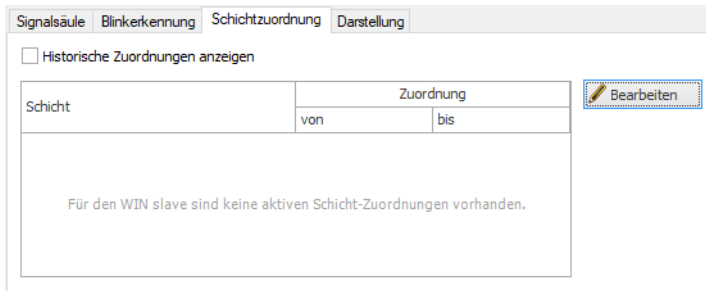 Signalsäule Blinkerkennung Schichtzuordnung Darstellung
Historische Zuordnungen anzeigen
Schicht Zuordnung
von bis
Bearbeiten
Für den WIN slave sind keine aktiven Schicht-Zuordnungen vorhanden.